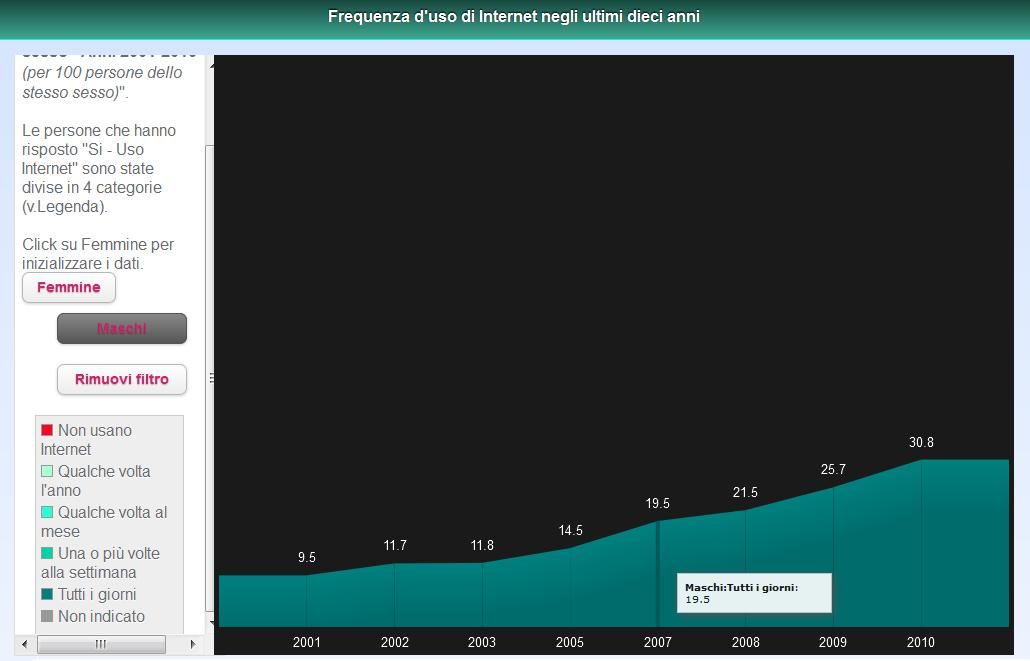 Frequenza d'uso di Internet negli ultimi dieci anni
sesso - Anni 2001-2010
(per 100 persone dello
stesso sesso)".
Le persone che hanno
risposto "Si - Uso
Internet" sono state
divise in 4 categorie
(v.Legenda).
Click su Femmine per
inizializzare i dati.
Femmine
Maschi
Rimuovi filtro
Non usano
Internet
Qualche volta
l'anno
Qualche volta al
mese
Una o più volte
alla settimana
Tutti i giorni
Non indicato
9.5
11.7
11.8
14.5
19.5
21.5
25.7
30.8
Maschi:Tutti i giorni:
19.5
2001
2002
2003
2005
2007
2008
2009
2010